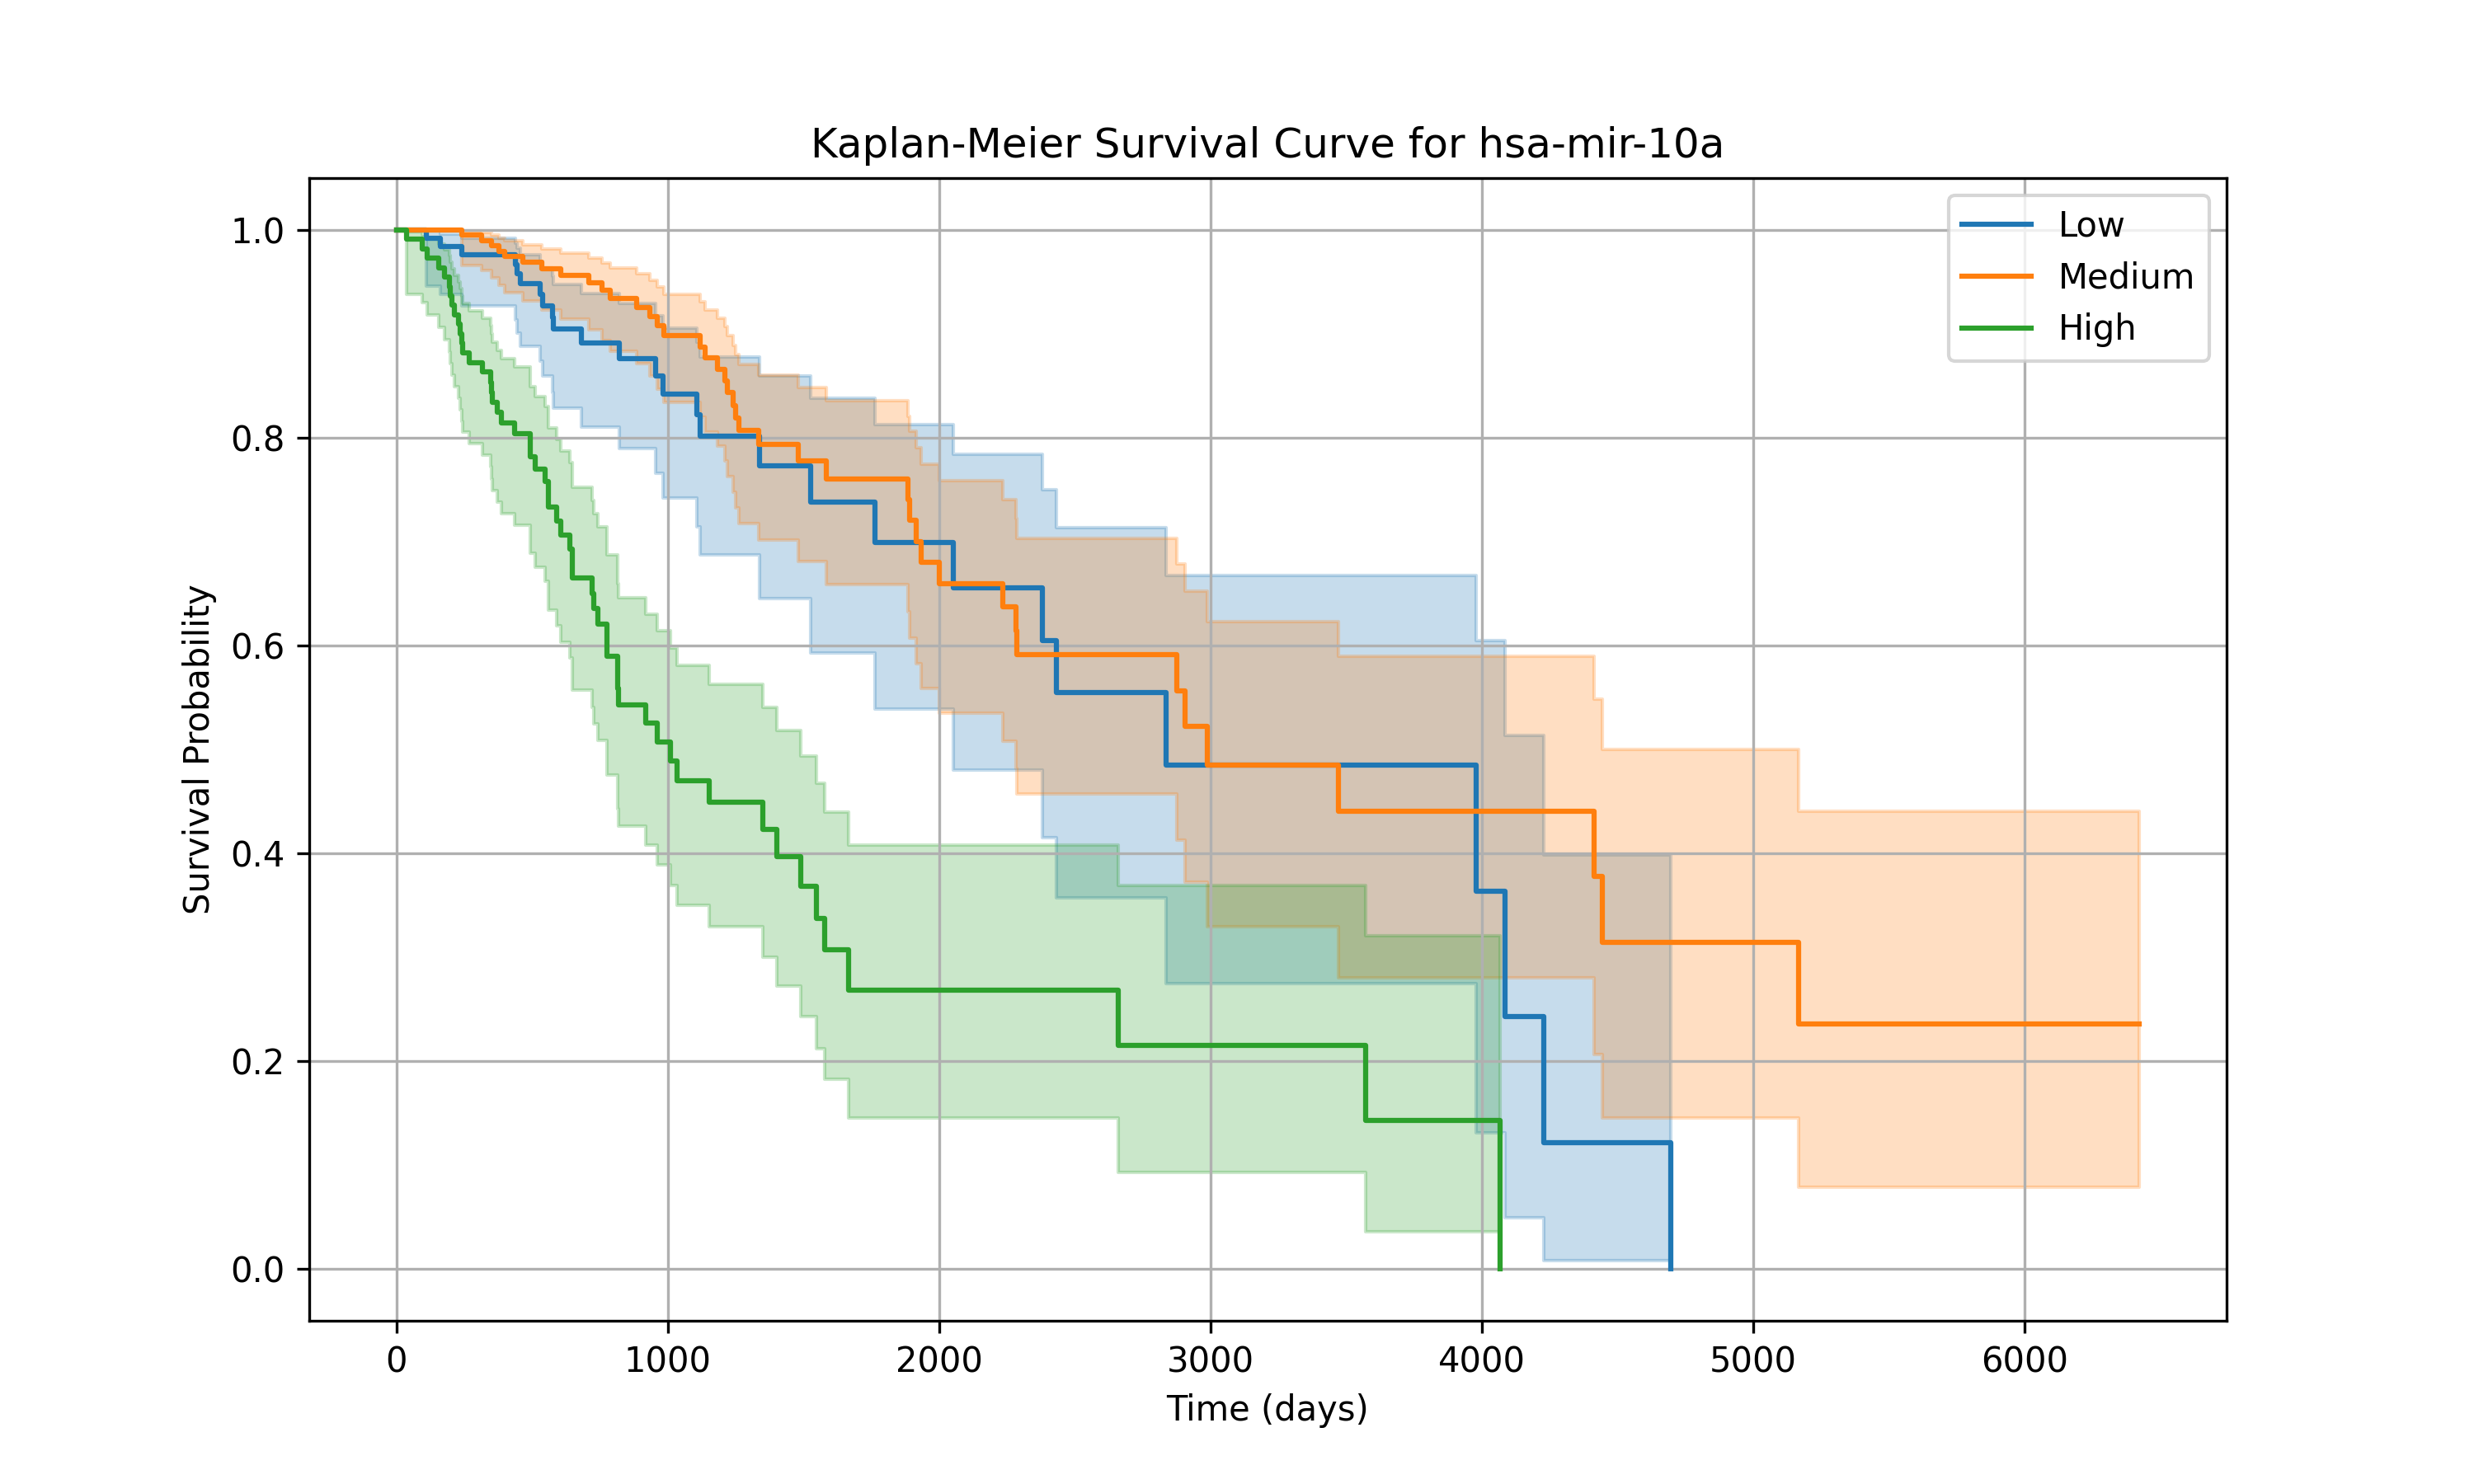 Kaplan-Meier Survival Curve for hsa-mir-10a
Low
Medium
High
Survival Probability
1.0
0.8
0.6
0.4
0.2
0.0
0 1000 2000 3000 4000 5000 6000
Time (days)